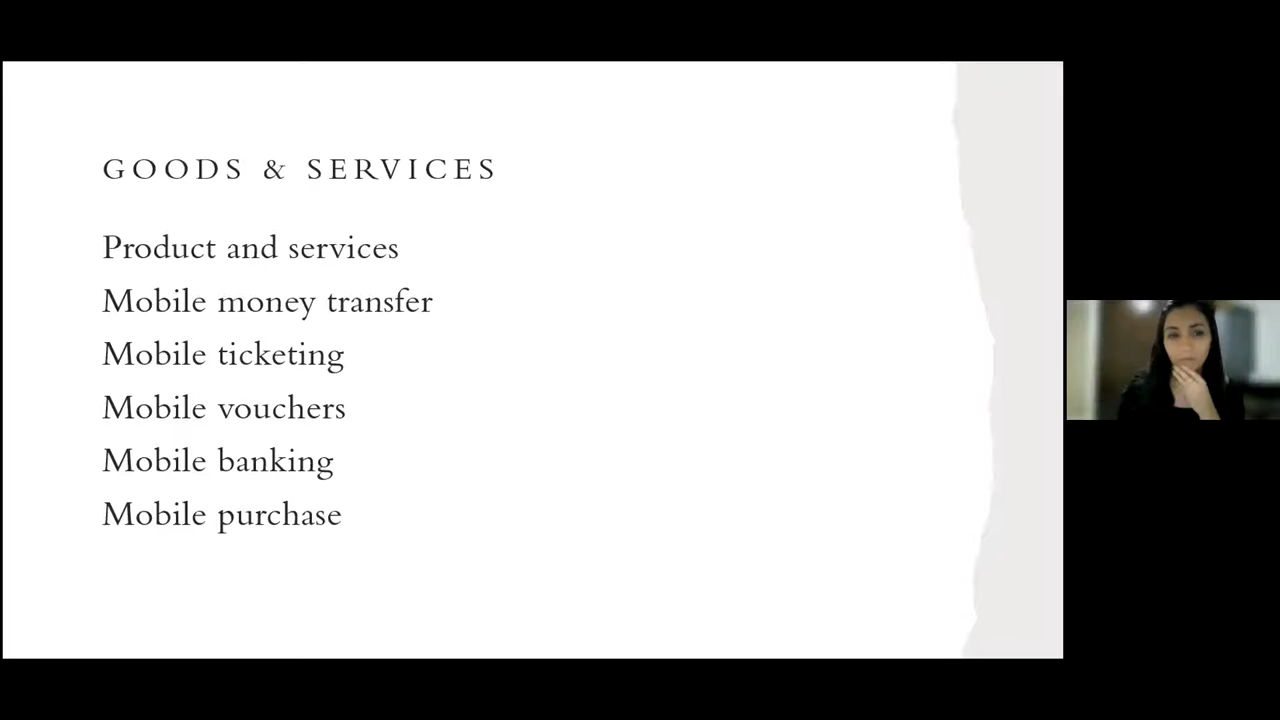 GOODS & SERVICES
Product and services
Mobile money transfer
Mobile ticketing
Mobile vouchers
Mobile banking
Mobile purchase